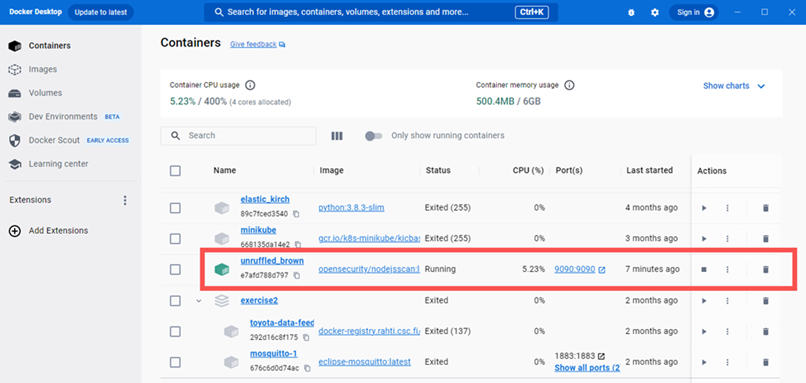 Docker Desktop Update to latest Search for images, containers, volumes, extensions and more... Ctrl+K Sign in
Containers
Images
Volumes
Dev Environments BETA
Docker Scout EARLY ACCESS
Learning center
Extensions
Add Extensions
Containers Give feedback
Container CPU usage
5.23% / 400% (4 cores allocated)
Container memory usage
500.4MB / 6GB
Show charts
Search
Only show running containers
Name Image Status CPU (%) Port(s) Last started Actions
elastic_kirch
89c7fced3540
python:3.8.3-slim Exited (255) 0% 4 months ago
minikube
668135da14e2
gcr.io/k8s-minikube/kicbas Exited (255) 0% 3 months ago
unruffled_brown
e7afd788d797
opensecurity/nodejsscan:l Running 5.23% 9090:9090 7 minutes ago
exercise2 Exited 2 months ago
toyota-data-feed
292d16c8f175
docker-registry.rahti.csc.fi/ Exited (137) 0% 2 months ago
mosquitto-1
676c6d0d74ac
eclipse-mosquitto:latest Exited 0% 1883:1883 2 months ago
Show all ports (2